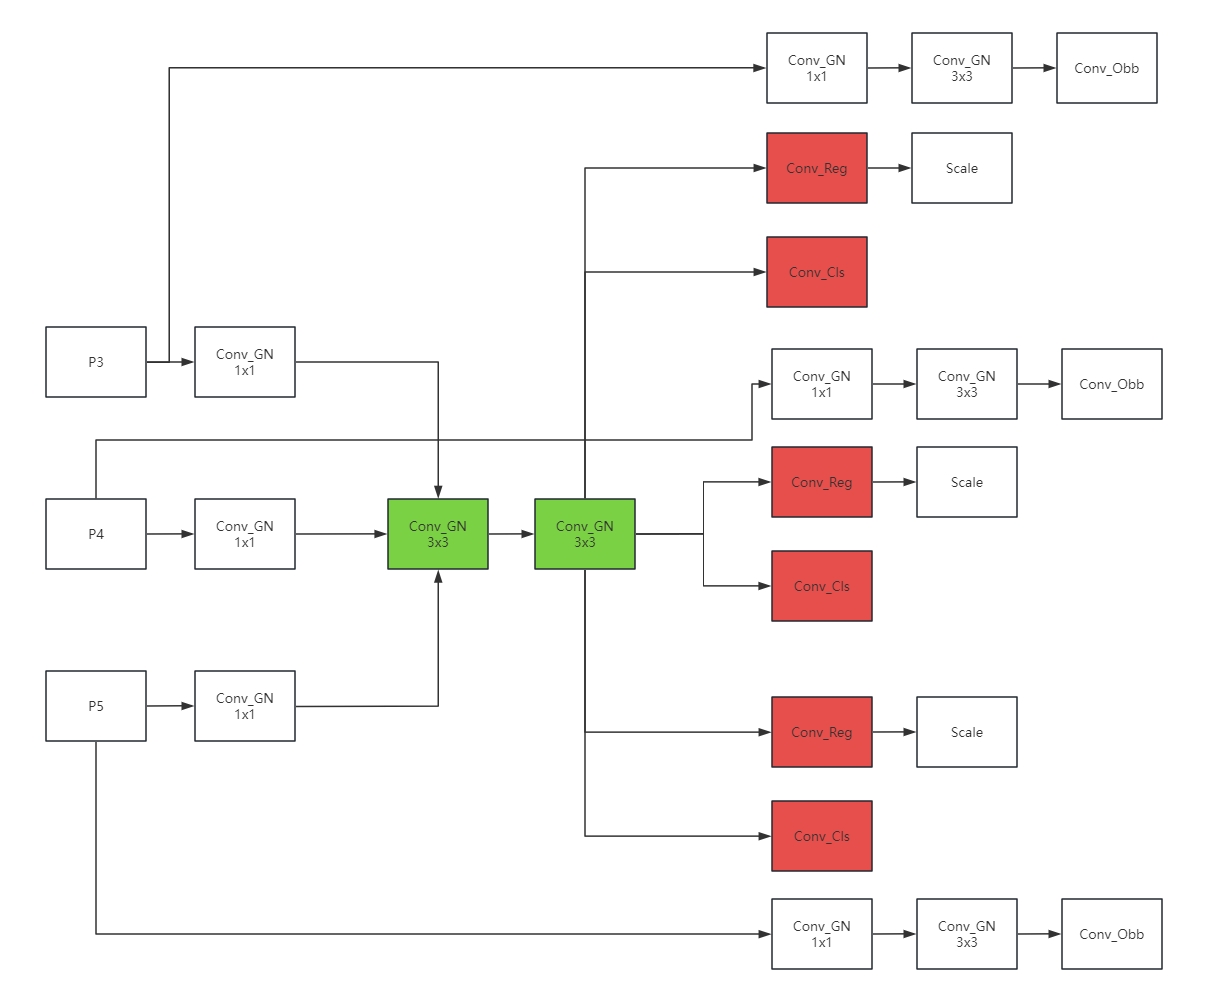 Conv_GN
1x1
Conv_GN
3x3
Conv_Obb
Conv_Reg
Scale
Conv_Cls
P3
Conv_GN
1x1
Conv_GN
1x1
Conv_GN
3x3
Conv_Obb
Conv_Reg
Scale
P4
Conv_GN
1x1
Conv_GN
3x3
Conv_GN
3x3
Conv_Cls
P5
Conv_GN
1x1
Conv_Reg
Scale
Conv_Cls
Conv_GN
1x1
Conv_GN
3x3
Conv_Obb